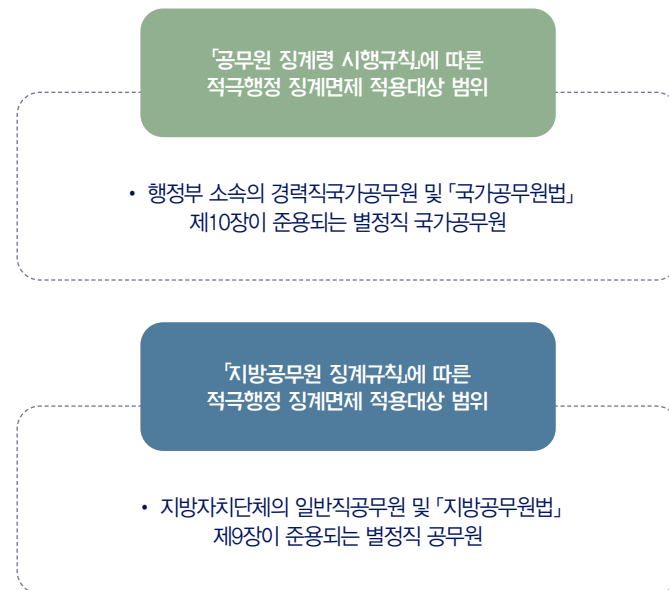 「공무원 징계령 시행규칙」에 따른
적극행정 징계면제 적용대상 범위
• 행정부 소속의 경력직국가공무원 및 「국가공무원법」
제10장이 준용되는 별정직 국가공무원
「지방공무원 징계규칙」에 따른
적극행정 징계면제 적용대상 범위
• 지방자치단체의 일반직공무원 및 「지방공무원법」
제9장이 준용되는 별정직 공무원